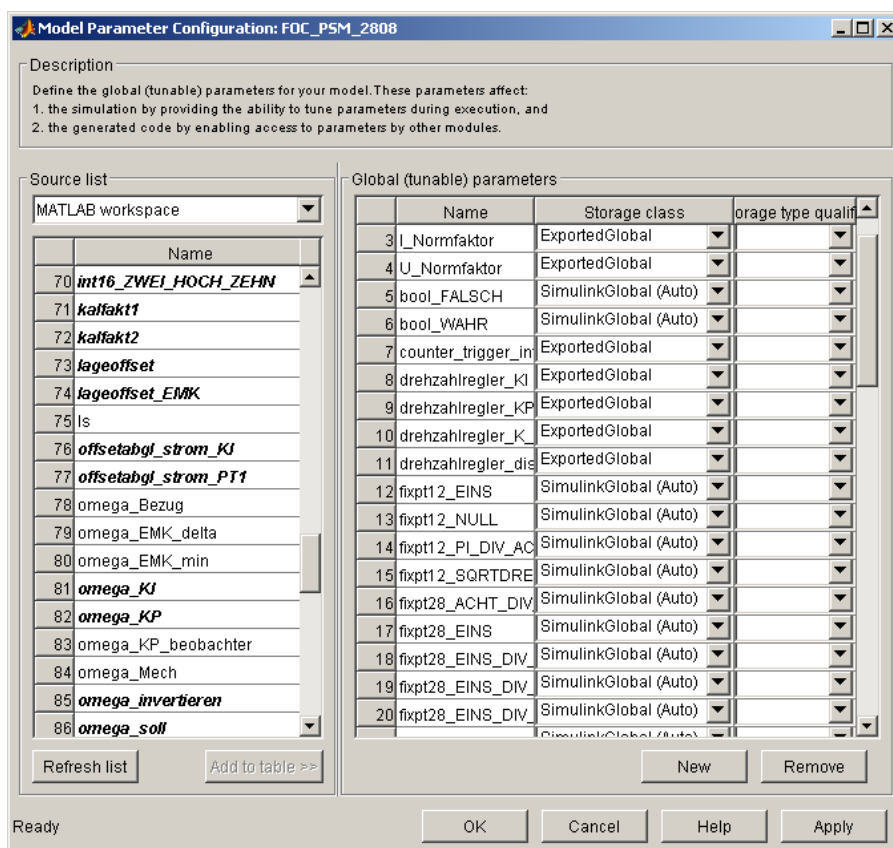 Model Parameter Configuration: FOC_PSM_2808
Description
Define the global (tunable) parameters for your model.These parameters affect:
1. the simulation by providing the ability to tune parameters during execution, and
2. the generated code by enabling access to parameters by other modules.
Source list
MATLAB workspace
Name
70 int16_ZWEI_HOCH_ZEHN
71 kalfakt1
72 kalfakt2
73 lageoffset
74 lageoffset_EMK
75 ls
76 offsetabgl_strom_KI
77 offsetabgl_strom_PT1
78 omega_Bezug
79 omega_EMK_delta
80 omega_EMK_min
81 omega_KI
82 omega_KP
83 omega_KP_beobachter
84 omega_Mech
85 omega_invertieren
86 omega_soll
Refresh list
Add to table >>
Global (tunable) parameters
Name Storage class orage type qualif
3 I_Normfaktor ExportedGlobal
4 U_Normfaktor ExportedGlobal
5 bool_FALSCH SimulinkGlobal (Auto)
6 bool_WAHR SimulinkGlobal (Auto)
7 counter_trigger_in ExportedGlobal
8 drehzahlregler_KI ExportedGlobal
9 drehzahlregler_KP ExportedGlobal
10 drehzahlregler_K_ ExportedGlobal
11 drehzahlregler_dis ExportedGlobal
12 fixpt12_EINS SimulinkGlobal (Auto)
13 fixpt12_NULL SimulinkGlobal (Auto)
14 fixpt12_PI_DIV_AC SimulinkGlobal (Auto)
15 fixpt12_SQRTDRE SimulinkGlobal (Auto)
16 fixpt28_ACHT_DIV SimulinkGlobal (Auto)
17 fixpt28_EINS SimulinkGlobal (Auto)
18 fixpt28_EINS_DIV_ SimulinkGlobal (Auto)
19 fixpt28_EINS_DIV_ SimulinkGlobal (Auto)
20 fixpt28_EINS_DIV_ SimulinkGlobal (Auto)
SimulinkGlobal (Auto)
New
Remove
Ready
OK
Cancel
Help
Apply